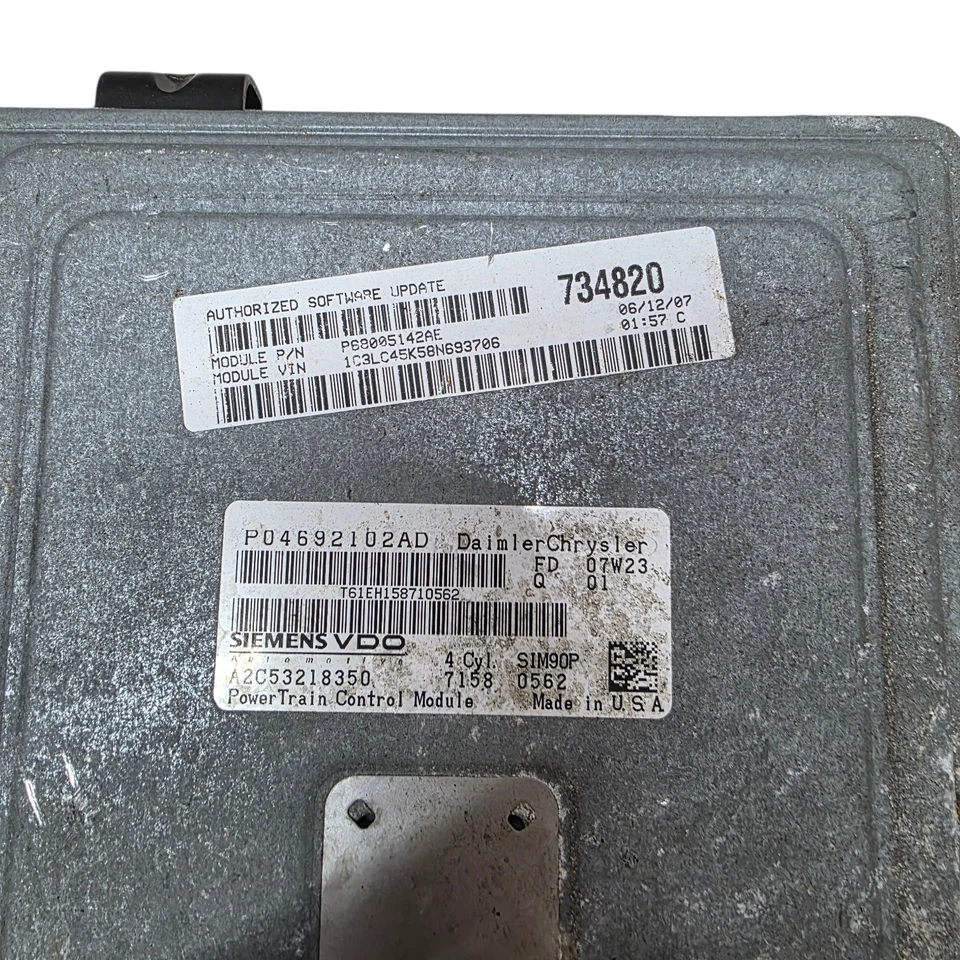 AUTHORIZED SOFTWARE UPDATE
734820
MODULE P/N P68005142AE
06/12/07
MODULE VIN 1C3LC45K58N693706
01:57 C
P04692102AD DaimlerChrysler
FD 07W23
Q 01
T61EH158710562
SIEMENS VDO
Automotive 4 Cyl. SIM90P
A2C53218350 7158 0562
PowerTrain Control Module Made in U S A